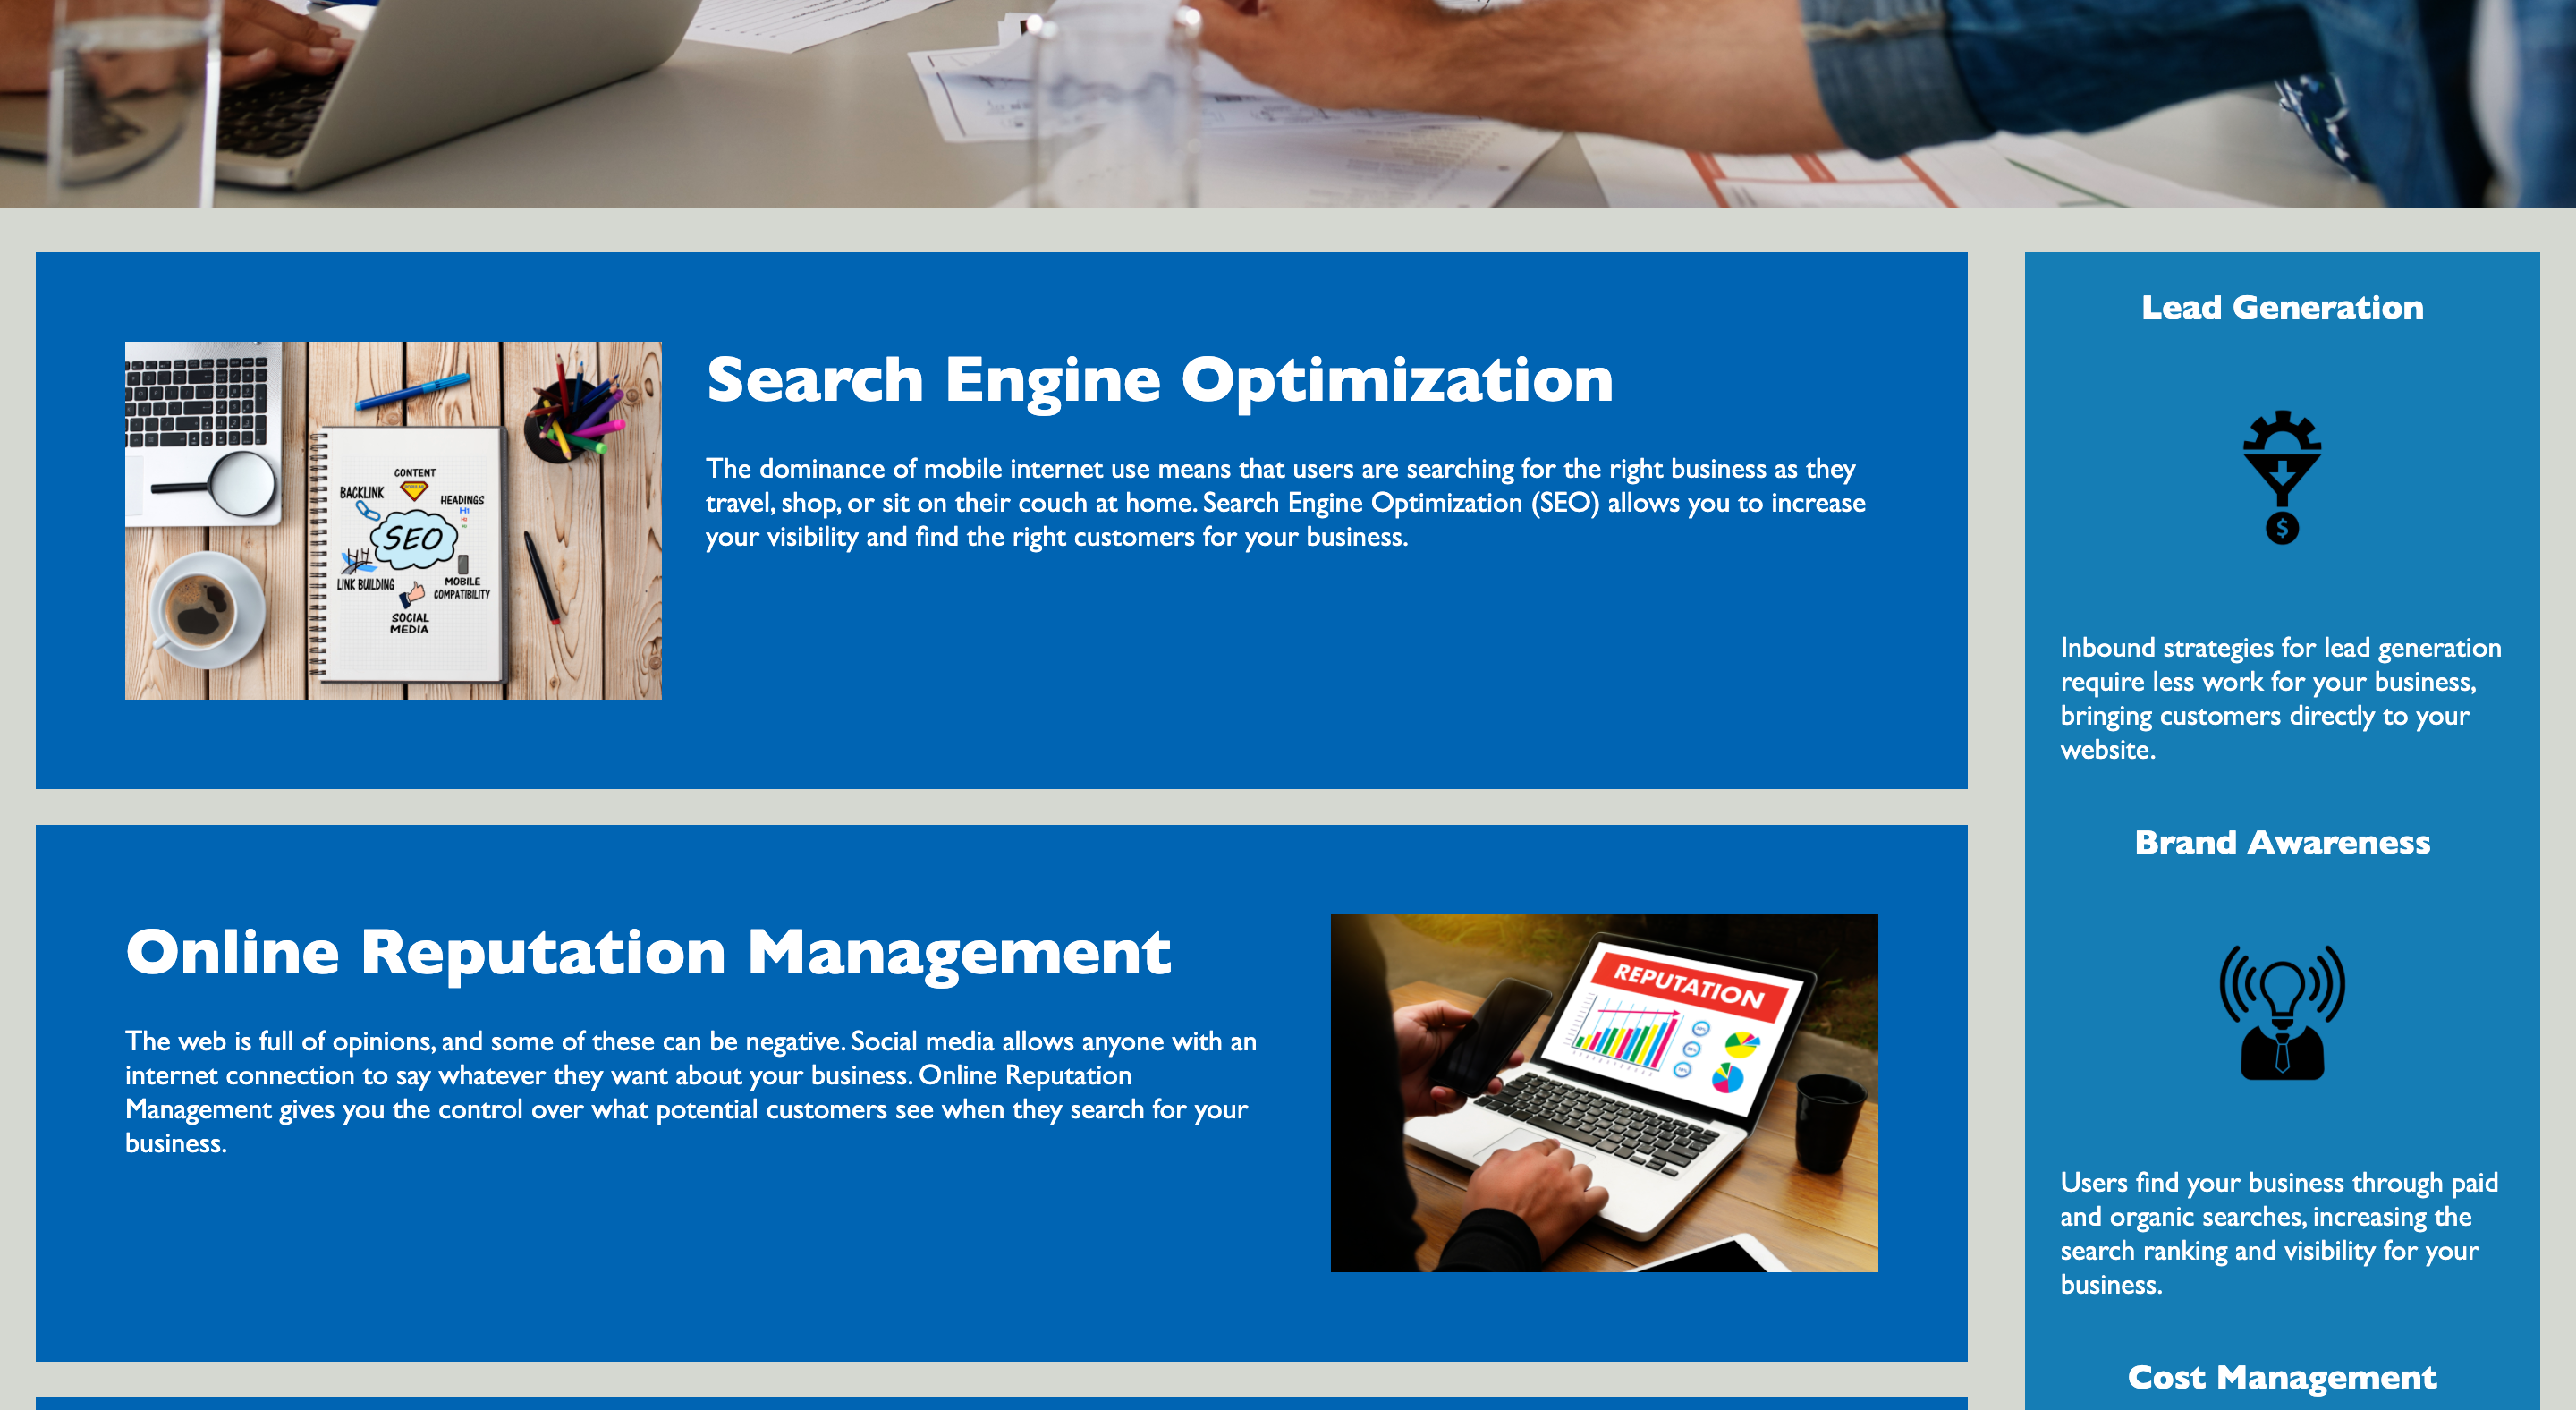 Search Engine Optimization
The dominance of mobile internet use means that users are searching for the right business as they
travel, shop, or sit on their couch at home. Search Engine Optimization (SEO) allows you to increase
your visibility and find the right customers for your business.
CONTENT
BACKLINK
HEADINGS
H1
SEO
LINK BUILDING
MOBILE
COMPATIBILITY
SOCIAL
MEDIA
Online Reputation Management
The web is full of opinions, and some of these can be negative. Social media allows anyone with an
internet connection to say whatever they want about your business. Online Reputation
Management gives you the control over what potential customers see when they search for your
business.
REPUTATION
Lead Generation
$
Inbound strategies for lead generation
require less work for your business,
bringing customers directly to your
website.
Brand Awareness
Users find your business through paid
and organic searches, increasing the
search ranking and visibility for your
business.
Cost Management